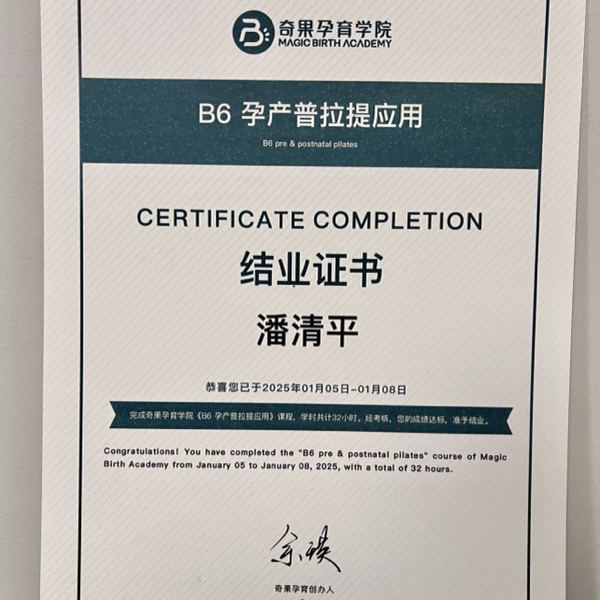 奇果孕育学院
MAGIC BIRTH ACADEMY
B6 孕产普拉提应用
B6 pre & postnatal pilates
CERTIFICATE COMPLETION
结业证书
潘清平
恭喜您已于2025年01月05日-01月08日
完成奇果孕育学院《B6 孕产普拉提应用》课程，学时共计32小时。经考核，您的成绩达标，准予结业。
Congratulations! You have completed the "B6 pre & postnatal pilates" course of Magic
Birth Academy from January 05 to January 08, 2025, with a total of 32 hours.
奇果孕育创办人